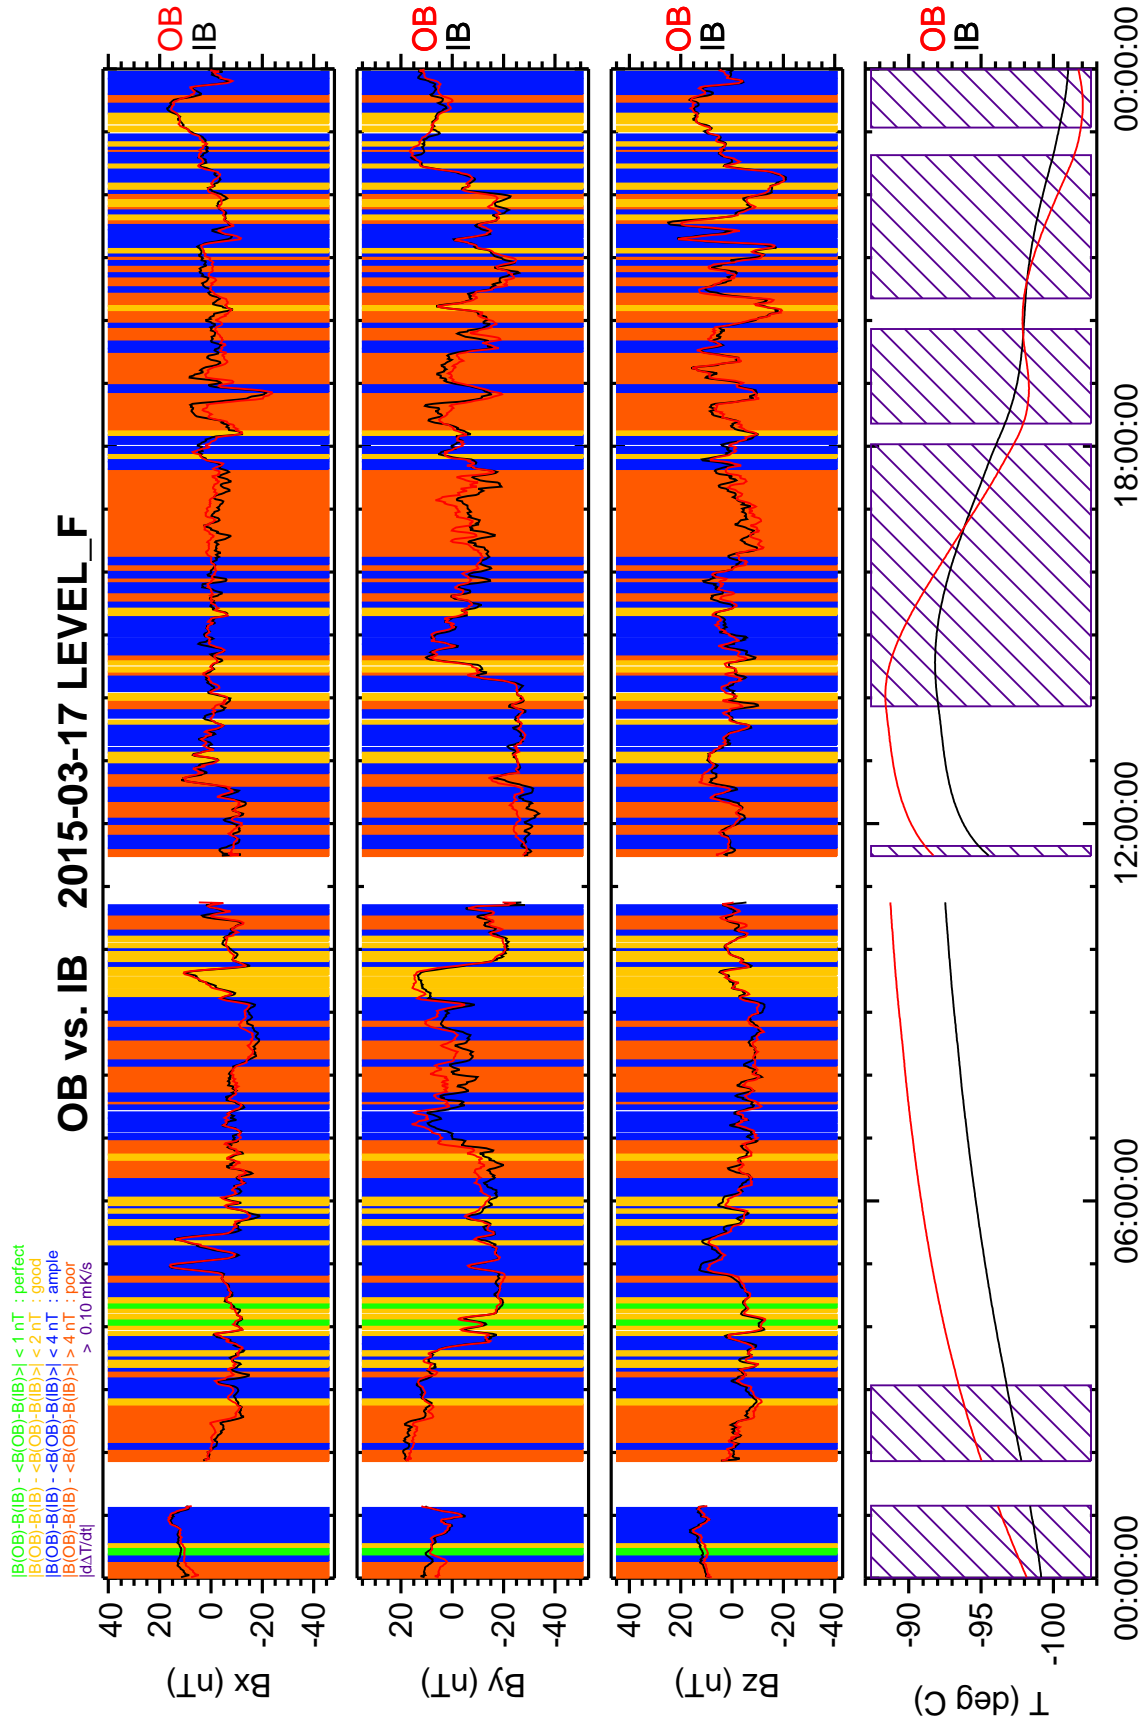 OB vs. IB 2015-03-17 LEVEL_F
|B(OB)-B(IB) - <B(OB)-B(IB)>| < 1 nT : perfect
|B(OB)-B(IB) - <B(OB)-B(IB)>| < 2 nT : good
|B(OB)-B(IB) - <B(OB)-B(IB)>| < 4 nT : ample
|B(OB)-B(IB) - <B(OB)-B(IB)>| > 4 nT : poor
|dΔT/dt| > 0.10 mK/s
Bx (nT)
40
20
0
-20
-40
OB
IB
By (nT)
20
0
-20
-40
OB
IB
Bz (nT)
40
20
0
-20
-40
OB
IB
T (deg C)
-90
-95
-100
OB
IB
00:00:00
06:00:00
12:00:00
18:00:00
00:00:00